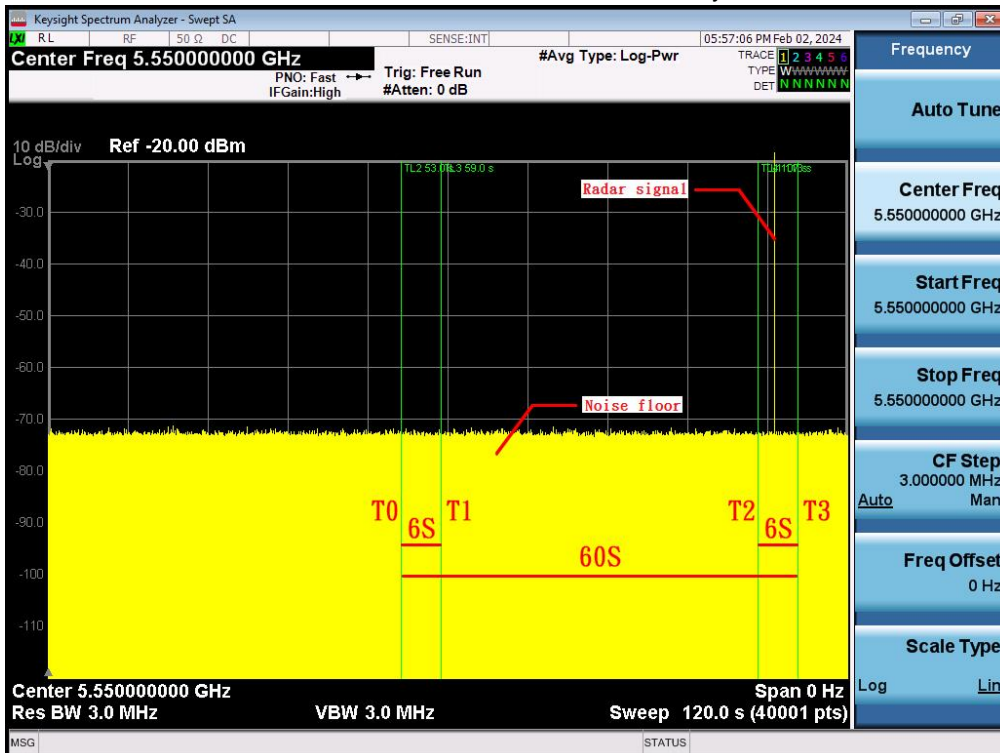 Keysight Spectrum Analyzer - Swept SA
LXI RL RF 50 Ω DC SENSE:INT 05:57:06 PM Feb 02, 2024
Center Freq 5.550000000 GHz
PNO: Fast
IFGain:High
Trig: Free Run
#Atten: 0 dB
#Avg Type: Log-Pwr
TRACE 1 2 3 4 5 6
TYPE WWWWWW
DET N N N N N N
10 dB/div Ref -20.00 dBm
Log
TL3 59.0 s
Radar signal
-30.0
-40.0
-50.0
-60.0
Noise floor
-70.0
-80.0
T0 6S T1
T2 6S T3
-90.0
60S
-100
-110
Center 5.550000000 GHz
Span 0 Hz
Res BW 3.0 MHz
VBW 3.0 MHz
Sweep 120.0 s (40001 pts)
MSG
STATUS
Frequency
Auto Tune
Center Freq
5.550000000 GHz
Start Freq
5.550000000 GHz
Stop Freq
5.550000000 GHz
CF Step
3.000000 MHz
Auto Man
Freq Offset
0 Hz
Scale Type
Log Lin